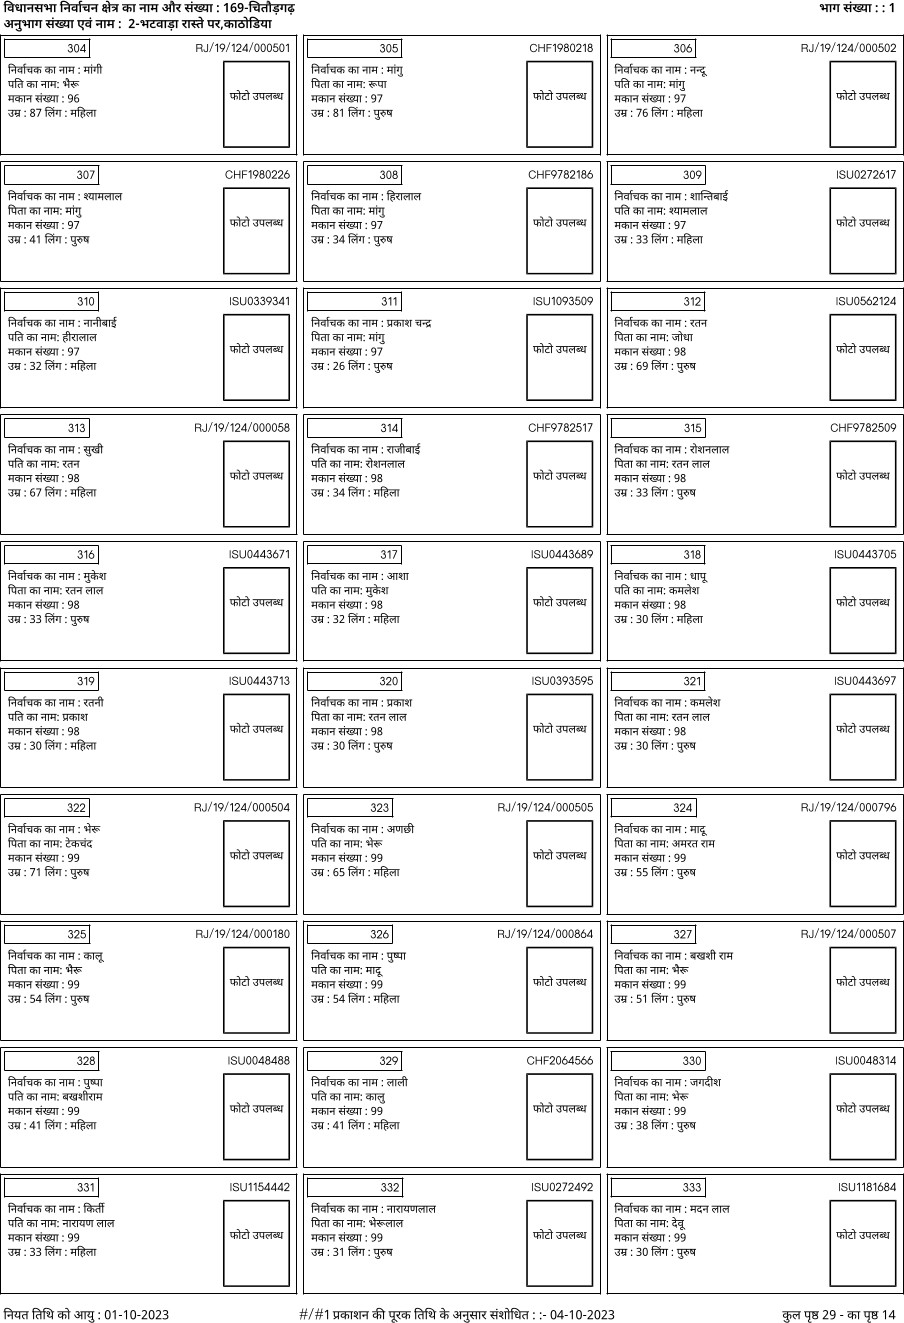 विधानसभा निर्वाचन क्षेत्र का नाम और संख्या : 169-चितौड़गढ़ भाग संख्या : : 1
अनुभाग संख्या एवं नाम : 2-भटवाड़ा रास्ते पर,काठोडिया
304 RJ/19/124/000501
निर्वाचक का नाम : मांगी
पति का नाम: भैरू
मकान संख्या : 96
उम्र : 87 लिंग : महिला
फोटो उपलब्ध
305 CHF1980218
निर्वाचक का नाम : मांगु
पिता का नाम: रूपा
मकान संख्या : 97
उम्र : 81 लिंग : पुरुष
फोटो उपलब्ध
306 RJ/19/124/000502
निर्वाचक का नाम : नन्दू
पति का नाम: मांगु
मकान संख्या : 97
उम्र : 76 लिंग : महिला
फोटो उपलब्ध
307 CHF1980226
निर्वाचक का नाम : श्यामलाल
पिता का नाम: मांगु
मकान संख्या : 97
उम्र : 41 लिंग : पुरुष
फोटो उपलब्ध
308 CHF9782186
निर्वाचक का नाम : हिरालाल
पिता का नाम: मांगु
मकान संख्या : 97
उम्र : 34 लिंग : पुरुष
फोटो उपलब्ध
309 ISU0272617
निर्वाचक का नाम : शान्तिबाई
पति का नाम: श्यामलाल
मकान संख्या : 97
उम्र : 33 लिंग : महिला
फोटो उपलब्ध
310 ISU0339341
निर्वाचक का नाम : नानीबाई
पति का नाम: हीरालाल
मकान संख्या : 97
उम्र : 32 लिंग : महिला
फोटो उपलब्ध
311 ISU1093509
निर्वाचक का नाम : प्रकाश चन्द्र
पिता का नाम: मांगु
मकान संख्या : 97
उम्र : 26 लिंग : पुरुष
फोटो उपलब्ध
312 ISU0562124
निर्वाचक का नाम : रतन
पिता का नाम: जोधा
मकान संख्या : 98
उम्र : 69 लिंग : पुरुष
फोटो उपलब्ध
313 RJ/19/124/000058
निर्वाचक का नाम : सुखी
पति का नाम: रतन
मकान संख्या : 98
उम्र : 67 लिंग : महिला
फोटो उपलब्ध
314 CHF9782517
निर्वाचक का नाम : राजीबाई
पति का नाम: रोशनलाल
मकान संख्या : 98
उम्र : 34 लिंग : महिला
फोटो उपलब्ध
315 CHF9782509
निर्वाचक का नाम : रोशनलाल
पिता का नाम: रतन लाल
मकान संख्या : 98
उम्र : 33 लिंग : पुरुष
फोटो उपलब्ध
316 ISU0443671
निर्वाचक का नाम : मुकेश
पिता का नाम: रतन लाल
मकान संख्या : 98
उम्र : 33 लिंग : पुरुष
फोटो उपलब्ध
317 ISU0443689
निर्वाचक का नाम : आशा
पति का नाम: मुकेश
मकान संख्या : 98
उम्र : 32 लिंग : महिला
फोटो उपलब्ध
318 ISU0443705
निर्वाचक का नाम : धापू
पति का नाम: कमलेश
मकान संख्या : 98
उम्र : 30 लिंग : महिला
फोटो उपलब्ध
319 ISU0443713
निर्वाचक का नाम : रतनी
पति का नाम: प्रकाश
मकान संख्या : 98
उम्र : 30 लिंग : महिला
फोटो उपलब्ध
320 ISU0393595
निर्वाचक का नाम : प्रकाश
पिता का नाम: रतन लाल
मकान संख्या : 98
उम्र : 30 लिंग : पुरुष
फोटो उपलब्ध
321 ISU0443697
निर्वाचक का नाम : कमलेश
पिता का नाम: रतन लाल
मकान संख्या : 98
उम्र : 30 लिंग : पुरुष
फोटो उपलब्ध
322 RJ/19/124/000504
निर्वाचक का नाम : भेरू
पिता का नाम: टेकचंद
मकान संख्या : 99
उम्र : 71 लिंग : पुरुष
फोटो उपलब्ध
323 RJ/19/124/000505
निर्वाचक का नाम : अणछी
पति का नाम: भेरू
मकान संख्या : 99
उम्र : 65 लिंग : महिला
फोटो उपलब्ध
324 RJ/19/124/000796
निर्वाचक का नाम : मादू
पिता का नाम: अमरत राम
मकान संख्या : 99
उम्र : 55 लिंग : पुरुष
फोटो उपलब्ध
325 RJ/19/124/000180
निर्वाचक का नाम : कालू
पिता का नाम: भैरू
मकान संख्या : 99
उम्र : 54 लिंग : पुरुष
फोटो उपलब्ध
326 RJ/19/124/000864
निर्वाचक का नाम : पुष्पा
पति का नाम: मादू
मकान संख्या : 99
उम्र : 54 लिंग : महिला
फोटो उपलब्ध
327 RJ/19/124/000507
निर्वाचक का नाम : बखशी राम
पिता का नाम: भैरू
मकान संख्या : 99
उम्र : 51 लिंग : पुरुष
फोटो उपलब्ध
328 ISU0048488
निर्वाचक का नाम : पुष्पा
पति का नाम: बखशीराम
मकान संख्या : 99
उम्र : 41 लिंग : महिला
फोटो उपलब्ध
329 CHF2064566
निर्वाचक का नाम : लाली
पति का नाम: कालु
मकान संख्या : 99
उम्र : 41 लिंग : महिला
फोटो उपलब्ध
330 ISU0048314
निर्वाचक का नाम : जगदीश
पिता का नाम: भेरू
मकान संख्या : 99
उम्र : 38 लिंग : पुरुष
फोटो उपलब्ध
331 ISU1154442
निर्वाचक का नाम : किर्ती
पति का नाम: नारायण लाल
मकान संख्या : 99
उम्र : 33 लिंग : महिला
फोटो उपलब्ध
332 ISU0272492
निर्वाचक का नाम : नारायणलाल
पिता का नाम: भेरूलाल
मकान संख्या : 99
उम्र : 31 लिंग : पुरुष
फोटो उपलब्ध
333 ISU1181684
निर्वाचक का नाम : मदन लाल
पिता का नाम: देवू
मकान संख्या : 99
उम्र : 30 लिंग : पुरुष
फोटो उपलब्ध
नियत तिथि को आयु : 01-10-2023 #/#1 प्रकाशन की पूरक तिथि के अनुसार संशोधित : :- 04-10-2023 कुल पृष्ठ 29 - का पृष्ठ 14